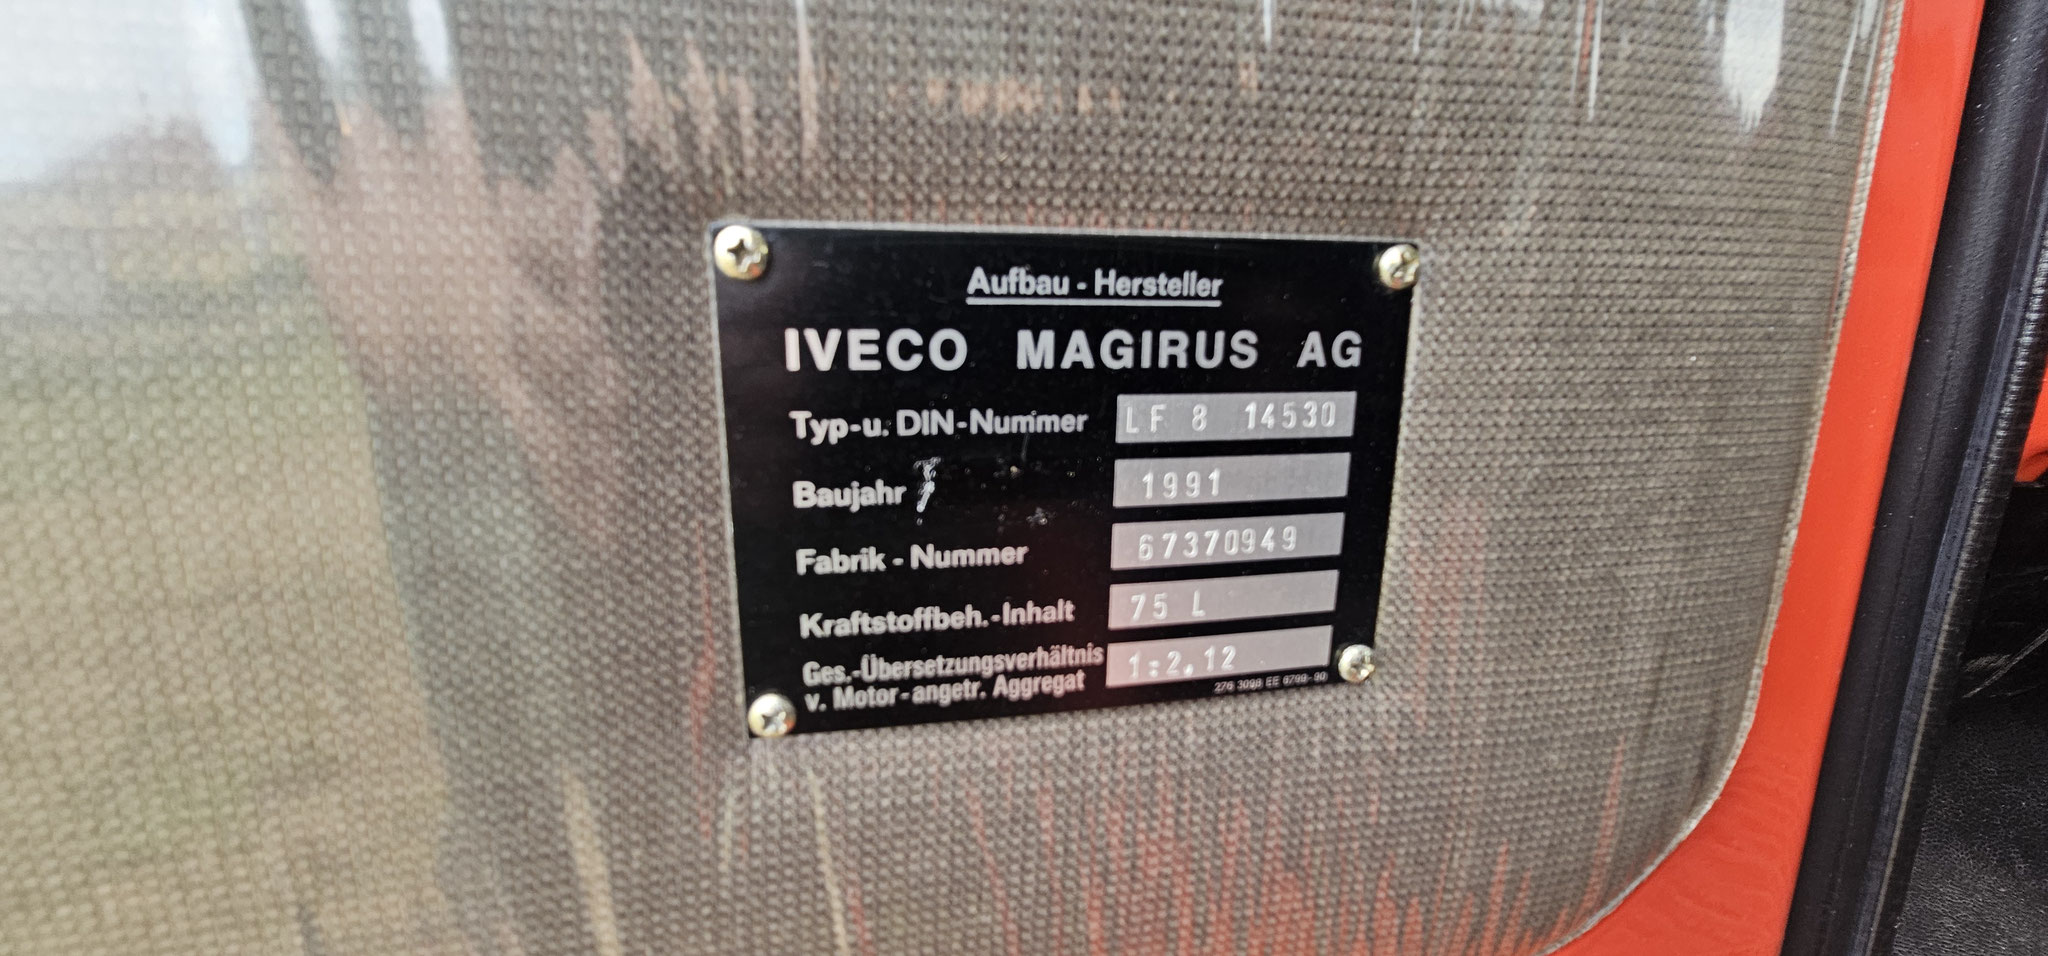 Aufbau - Hersteller
IVECO MAGIRUS AG
Typ-u. DIN-Nummer LF 8 14530
Baujahr 1991
Fabrik - Nummer 67370949
Kraftstoffbeh.-Inhalt 75 L
Ges.-Übersetzungsverhältnis
v. Motor-angetr. Aggregat 1:2,12